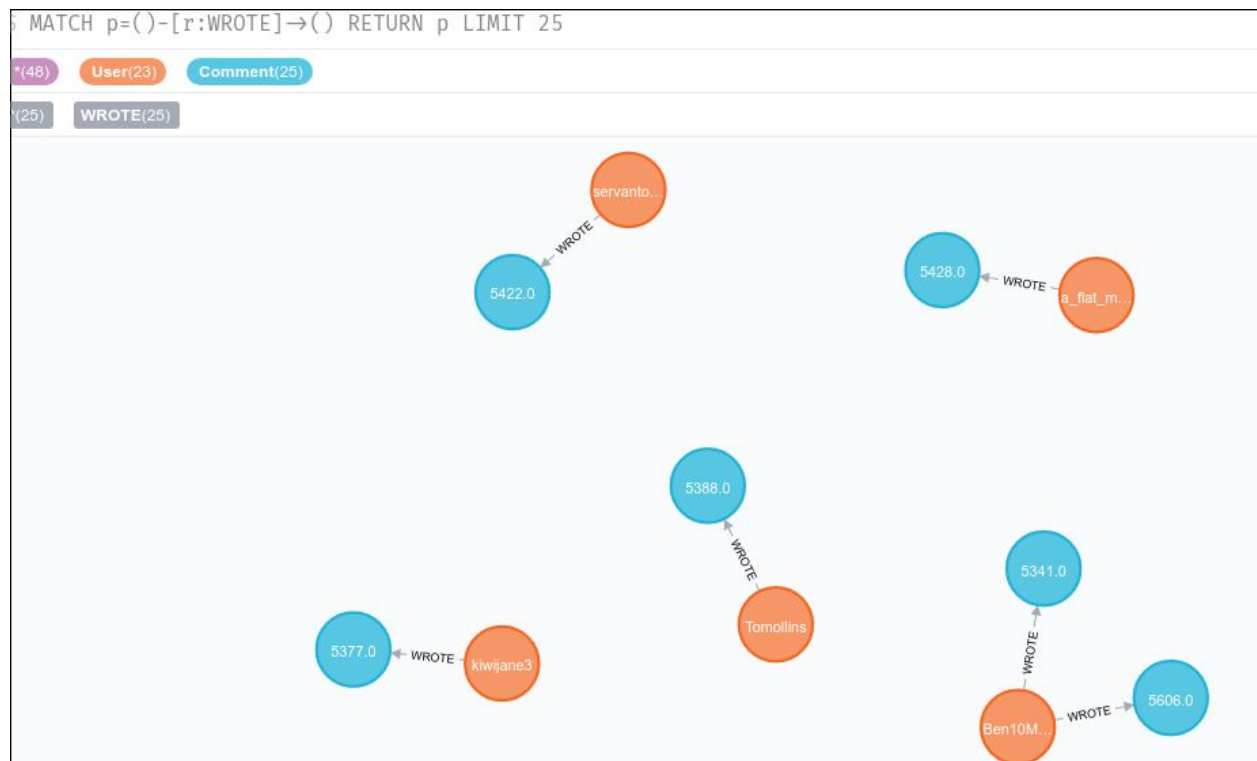 MATCH p=()-[r:WROTE]→() RETURN p LIMIT 25
*(48) User(23) Comment(25)
*(25) WROTE(25)
servanto...
WROTE
5422.0
5428.0
WROTE
a_flat_m...
5388.0
WROTE
Tomollins
5341.0
WROTE
5377.0
WROTE
kiwijane3
Ben10M...
WROTE
5606.0